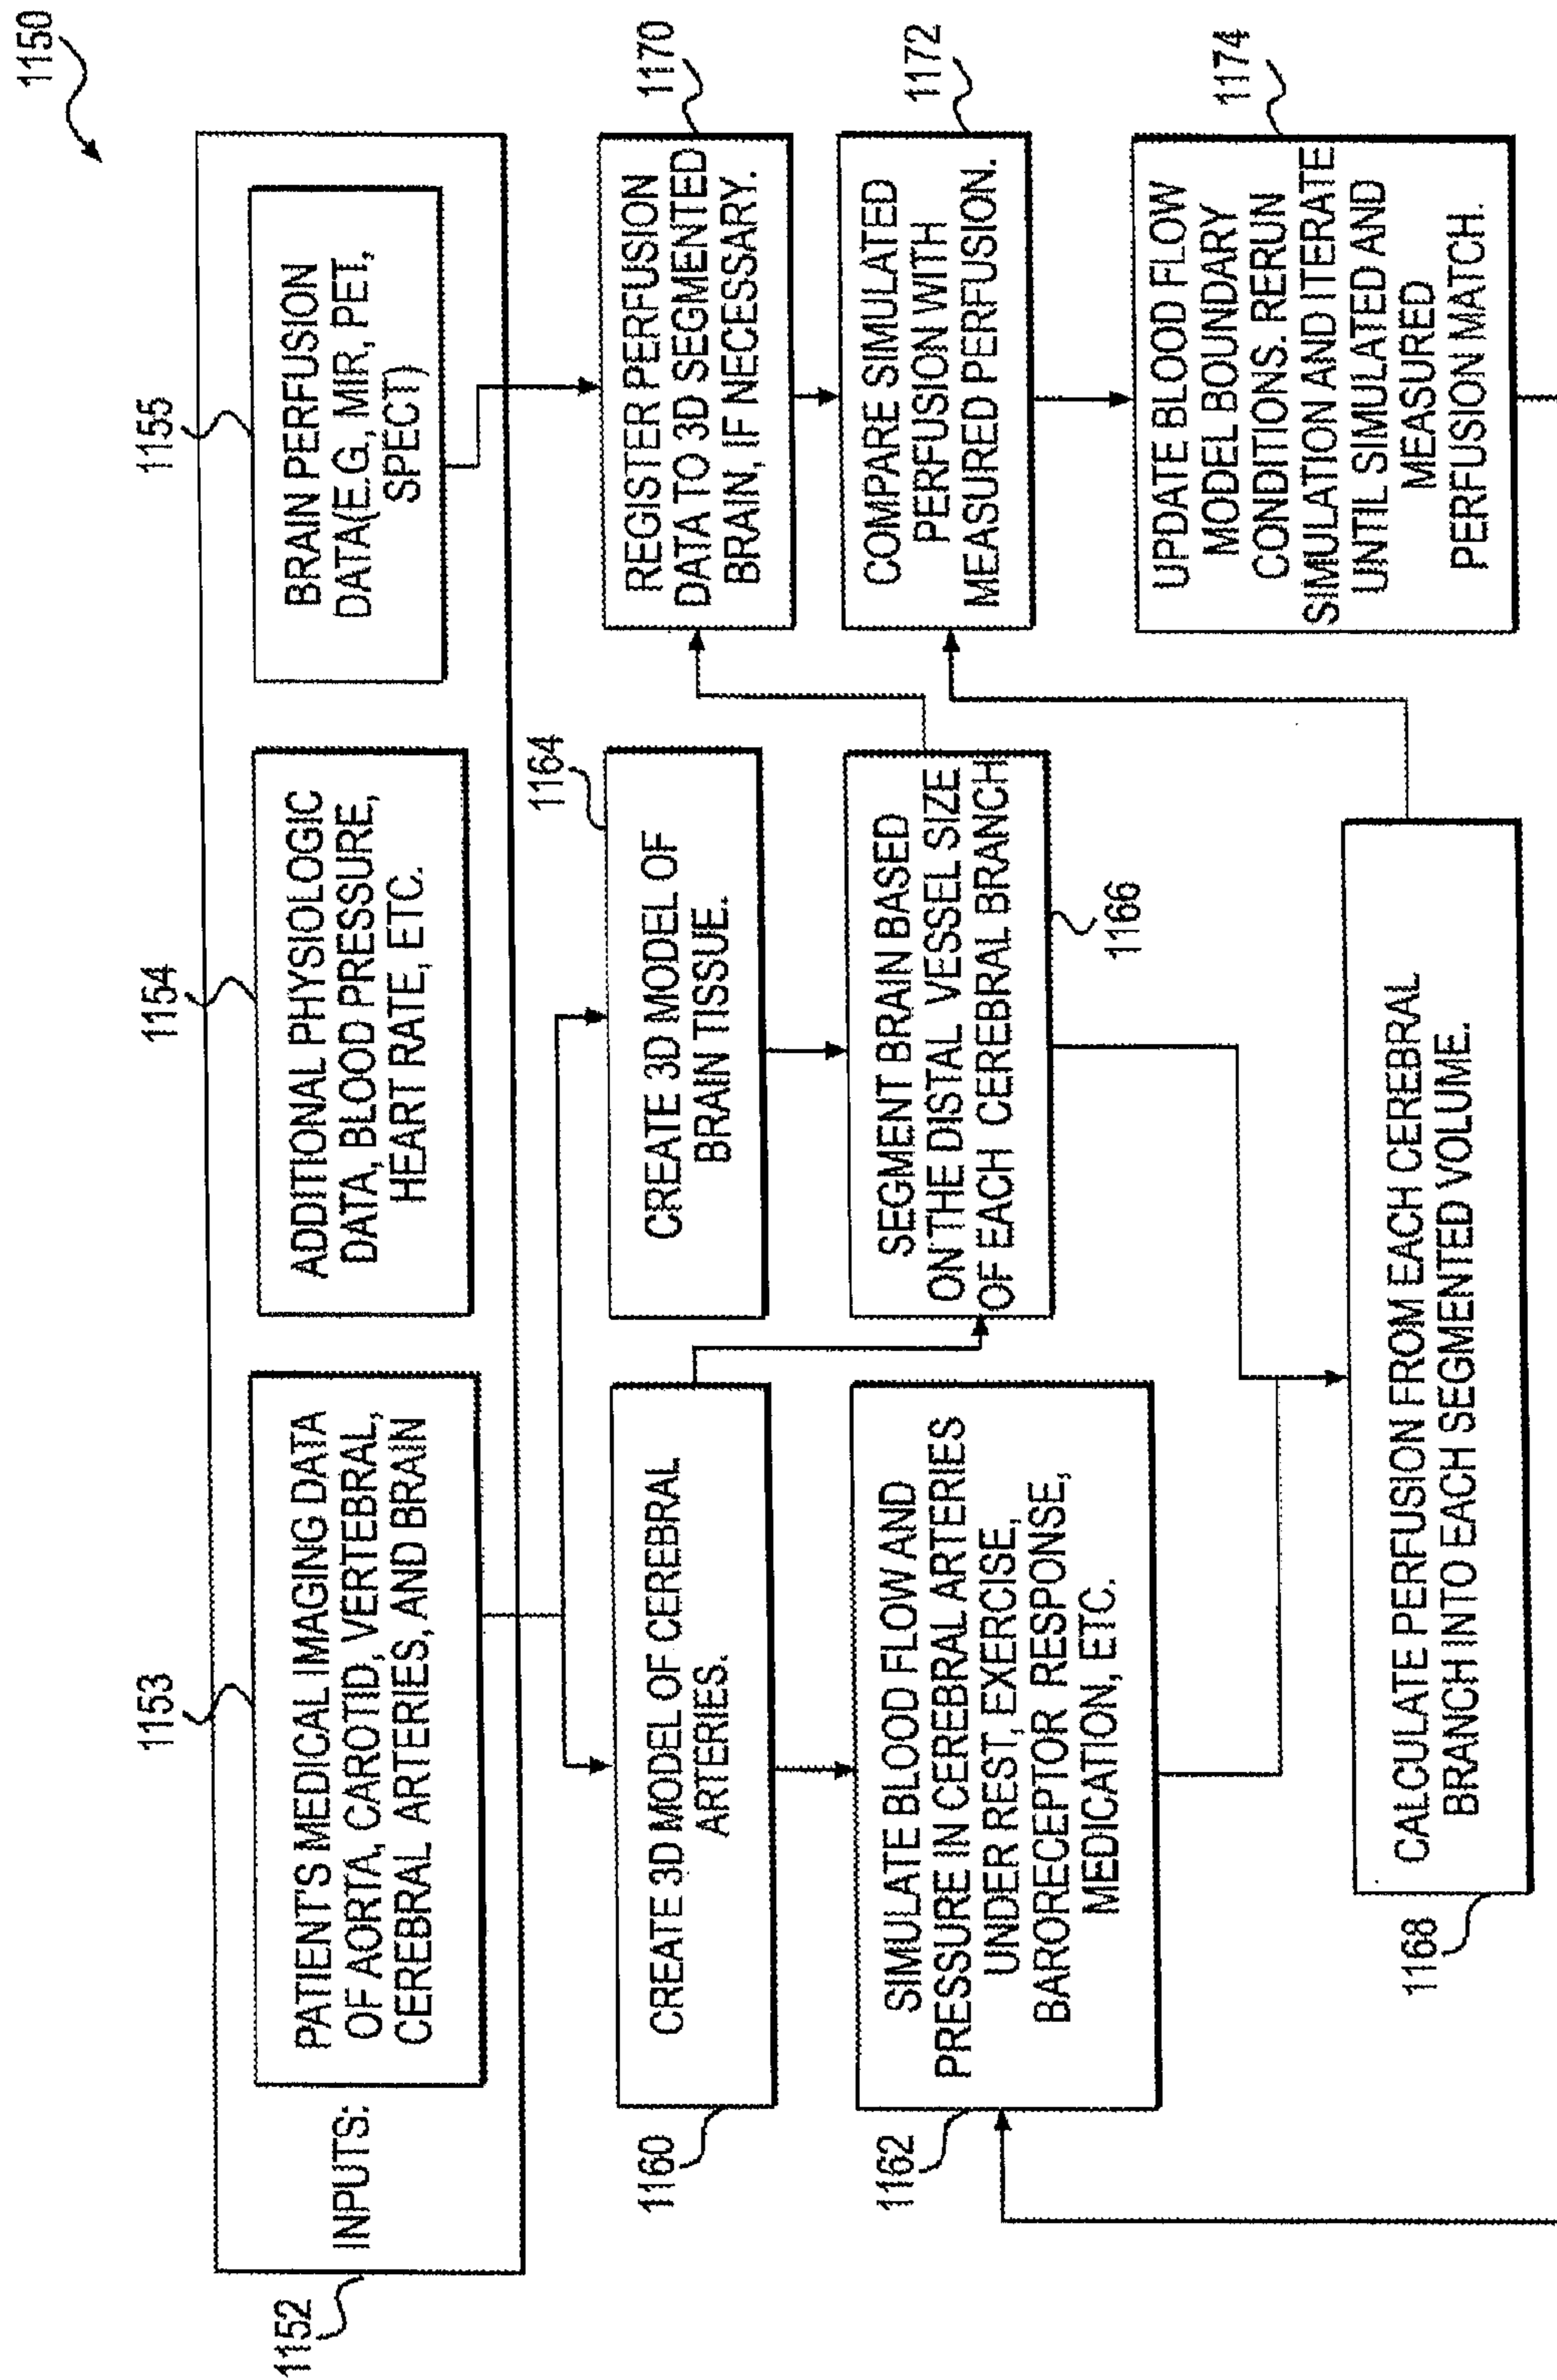 1150
1152
INPUTS:
1153
PATIENT'S MEDICAL IMAGING DATA
OF AORTA, CAROTID, VERTEBRAL,
CEREBRAL ARTERIES, AND BRAIN
1154
ADDITIONAL PHYSIOLOGIC
DATA, BLOOD PRESSURE,
HEART RATE, ETC.
1155
BRAIN PERFUSION
DATA(E.G., MIR, PET,
SPECT)
1160
CREATE 3D MODEL OF CEREBRAL
ARTERIES.
1164
CREATE 3D MODEL OF
BRAIN TISSUE.
1170
REGISTER PERFUSION
DATA TO 3D SEGMENTED
BRAIN, IF NECESSARY.
1162
SIMULATE BLOOD FLOW AND
PRESSURE IN CEREBRAL ARTERIES
UNDER REST, EXERCISE,
BARORECEPTOR RESPONSE,
MEDICATION, ETC.
SEGMENT BRAIN BASED
ON THE DISTAL VESSEL SIZE
OF EACH CEREBRAL BRANCH
1166
COMPARE SIMULATED
PERFUSION WITH
MEASURED PERFUSION.
1172
1168
CALCULATE PERFUSION FROM EACH CEREBRAL
BRANCH INTO EACH SEGMENTED VOLUME.
UPDATE BLOOD FLOW
MODEL BOUNDARY
CONDITIONS. RERUN
SIMULATION AND ITERATE
UNTIL SIMULATED AND
MEASURED
PERFUSION MATCH.
1174